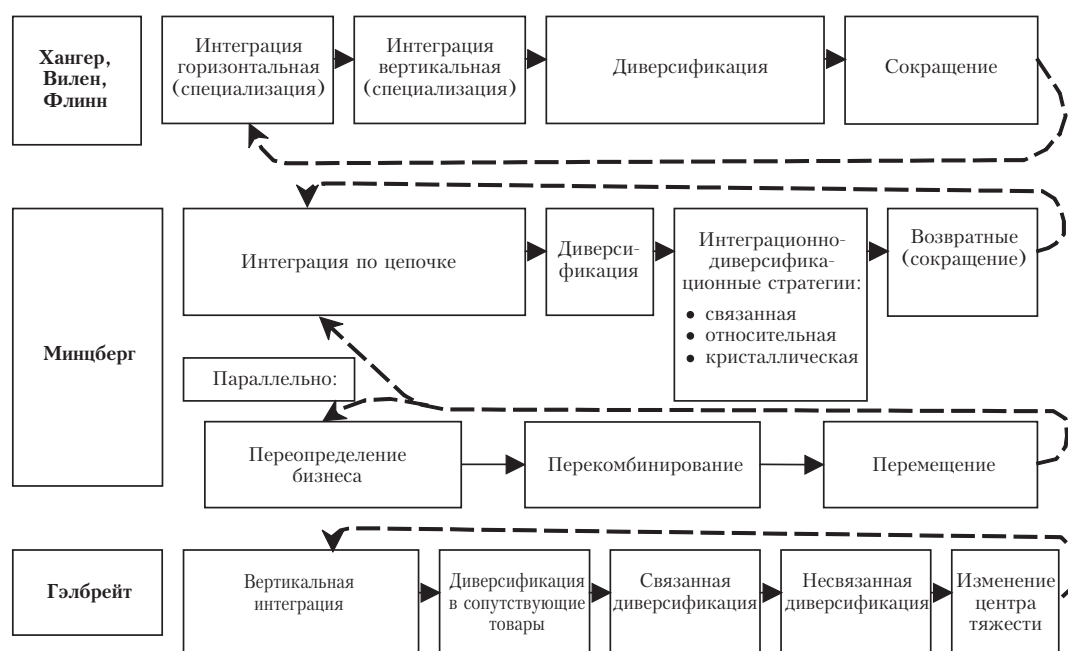 Хангер,
Вилен,
Флинн
Интеграция
горизонтальная
(специализация)
Интеграция
вертикальная
(специализация)
Диверсификация
Сокращение
Минцберг
Интеграция по цепочке
Диверси-
фикация
Интеграционно-
диверсифика-
ционные стратегии:
• связанная
• относительная
• кристаллическая
Возвратные
(сокращение)
Параллельно:
Переопределение
бизнеса
Перекомбинирование
Перемещение
Гэлбрейт
Вертикальная
интеграция
Диверсификация
в сопутствующие
товары
Связанная
диверсификация
Несвязанная
диверсификация
Изменение
центра
тяжести